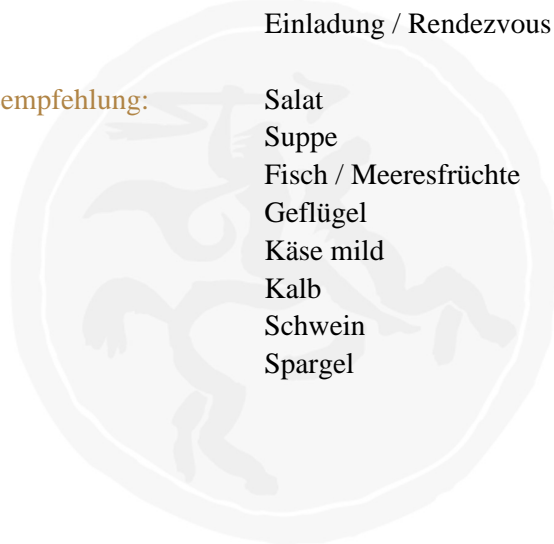 Einladung / Rendezvous
empfehlung: Salat
Suppe
Fisch / Meeresfrüchte
Geflügel
Käse mild
Kalb
Schwein
Spargel